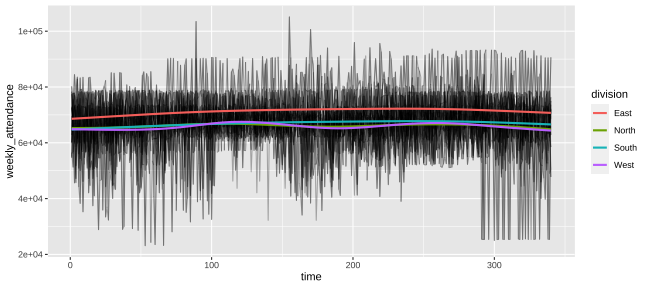 1e+05
8e+04
6e+04
4e+04
2e+04
weekly_attendance
0
100
200
300
time
division
East
North
South
West